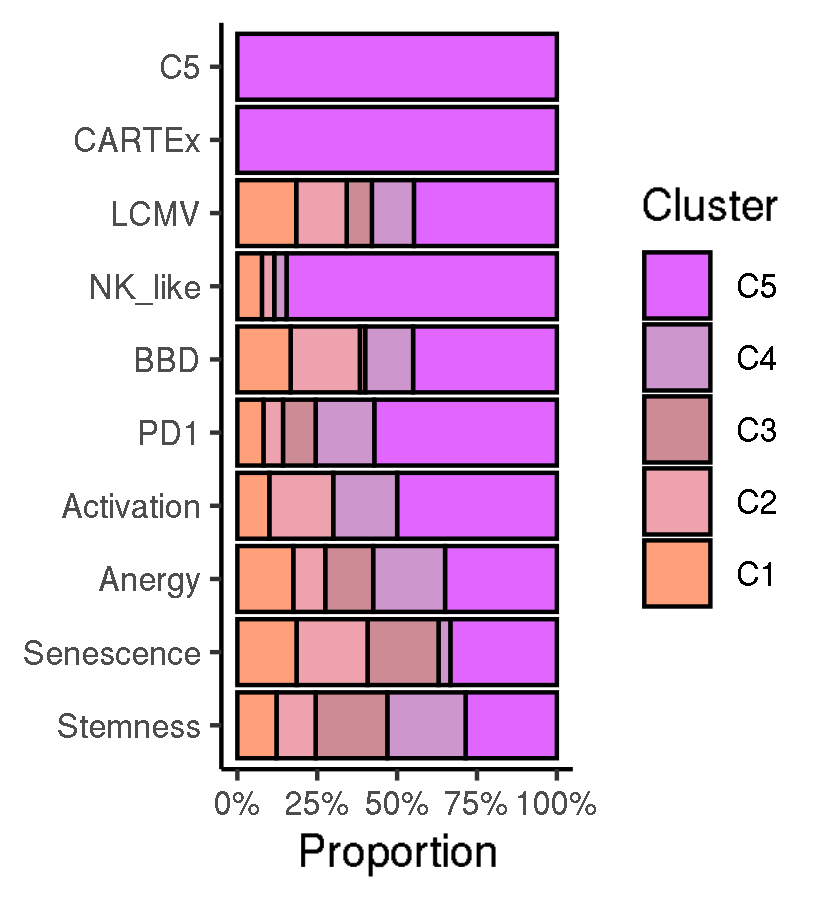 C5
CARTEx
LCMV
NK_like
BBD
PD1
Activation
Anergy
Senescence
Stemness
0% 25% 50% 75% 100%
Proportion
Cluster
C5
C4
C3
C2
C1